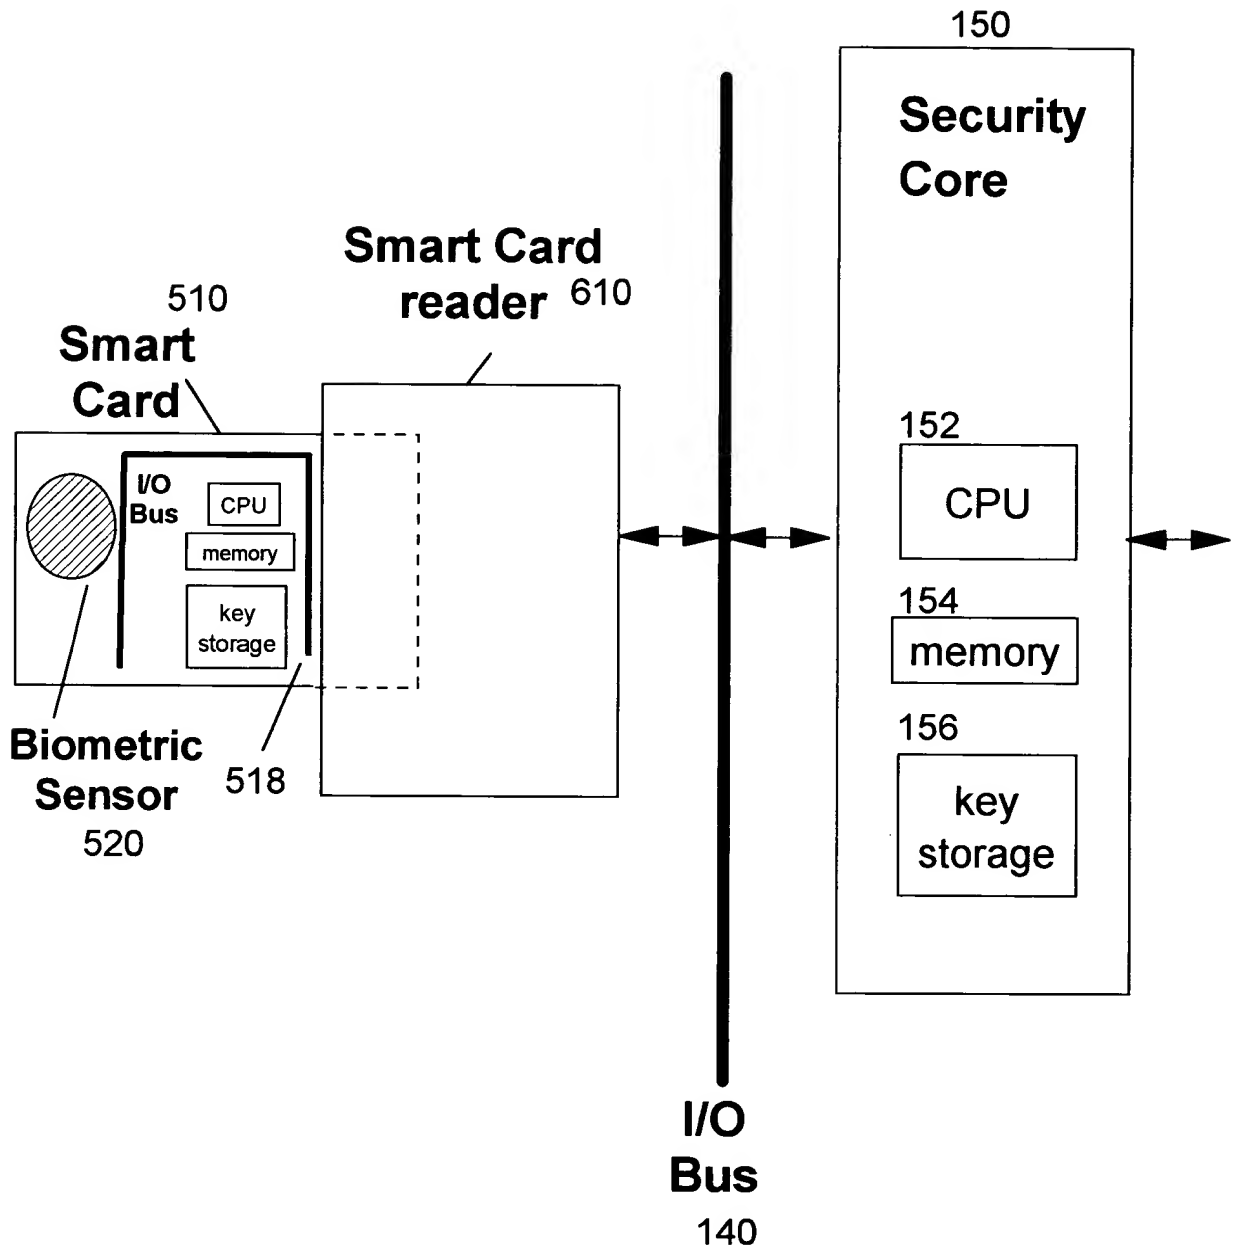 150
Security
Core
Smart Card
reader 610
510
Smart
Card
152
CPU
I/O
Bus
CPU
memory
key
storage
154
memory
156
key
storage
Biometric
Sensor
520
518
I/O
Bus
140